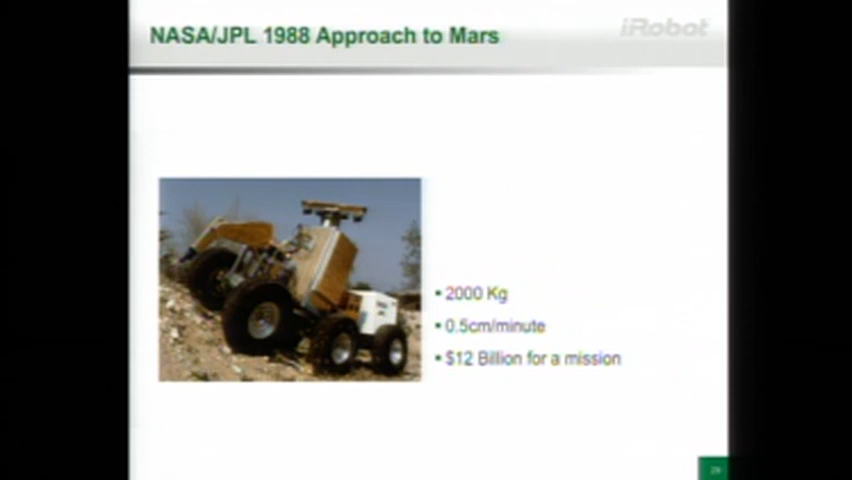 NASA/JPL 1988 Approach to Mars
iRobot
▪ 2000 Kg
▪ 0.5cm/minute
▪ $12 Billion for a mission